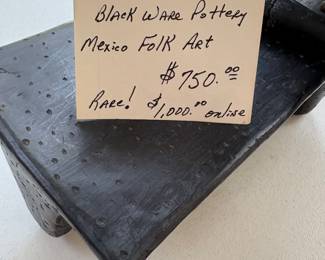 Black Ware Pottery
Mexico Folk Art
$750.00
Rare! $1,000.00 online